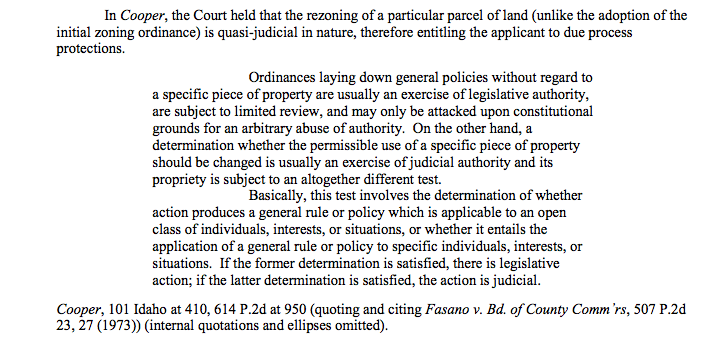 In Cooper, the Court held that the rezoning of a particular parcel of land (unlike the adoption of the
initial zoning ordinance) is quasi-judicial in nature, therefore entitling the applicant to due process
protections.
Ordinances laying down general policies without regard to
a specific piece of property are usually an exercise of legislative authority,
are subject to limited review, and may only be attacked upon constitutional
grounds for an arbitrary abuse of authority.  On the other hand, a
determination whether the permissible use of a specific piece of property
should be changed is usually an exercise of judicial authority and its
propriety is subject to an altogether different test.
Basically, this test involves the determination of whether
action produces a general rule or policy which is applicable to an open
class of individuals, interests, or situations, or whether it entails the
application of a general rule or policy to specific individuals, interests, or
situations.  If the former determination is satisfied, there is legislative
action; if the latter determination is satisfied, the action is judicial.
Cooper, 101 Idaho at 410, 614 P.2d at 950 (quoting and citing Fasano v. Bd. of County Comm'rs, 507 P.2d
23, 27 (1973)) (internal quotations and ellipses omitted).